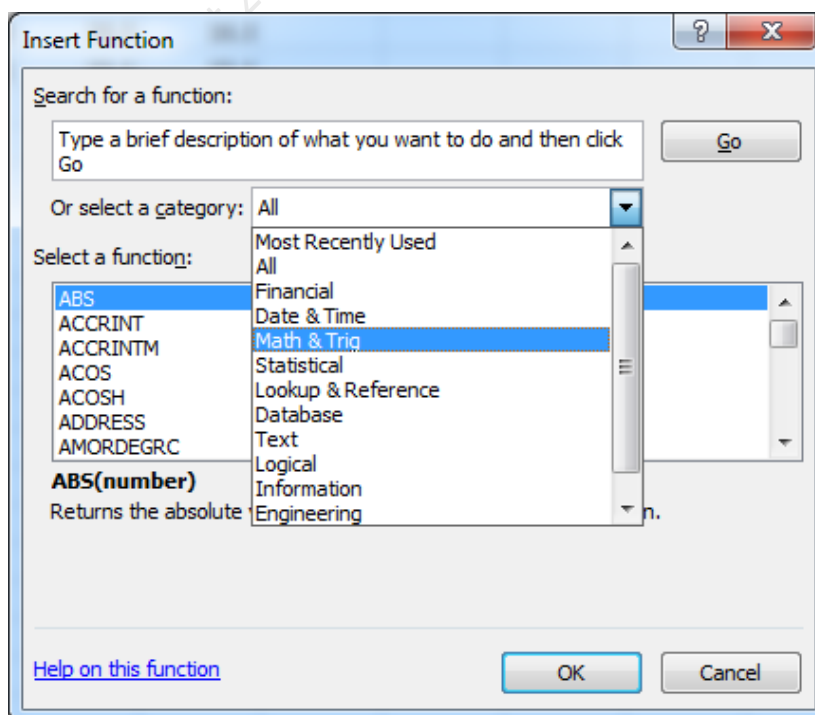 Insert Function
Search for a function:
Type a brief description of what you want to do and then click
Go
Go
Or select a category: All
Most Recently Used
All
Financial
Date & Time
Math & Trig
Statistical
Lookup & Reference
Database
Text
Logical
Information
Engineering
Select a function:
ABS
ACCRINT
ACCRINTM
ACOS
ACOSH
ADDRESS
AMORDEGRC
ABS(number)
Returns the absolute n.
Help on this function
OK
Cancel